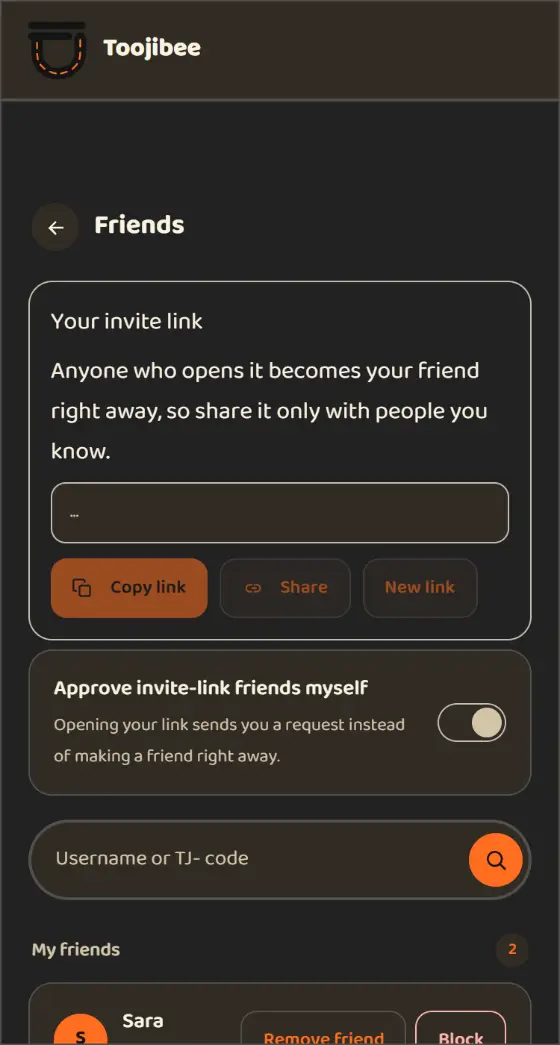 Toojibee
Friends
Your invite link
Anyone who opens it becomes your friend
right away, so share it only with people you
know.
…
Copy link
Share
New link
Approve invite-link friends myself
Opening your link sends you a request instead
of making a friend right away.
Username or TJ- code
My friends
2
S
Sara
Remove friend
Block